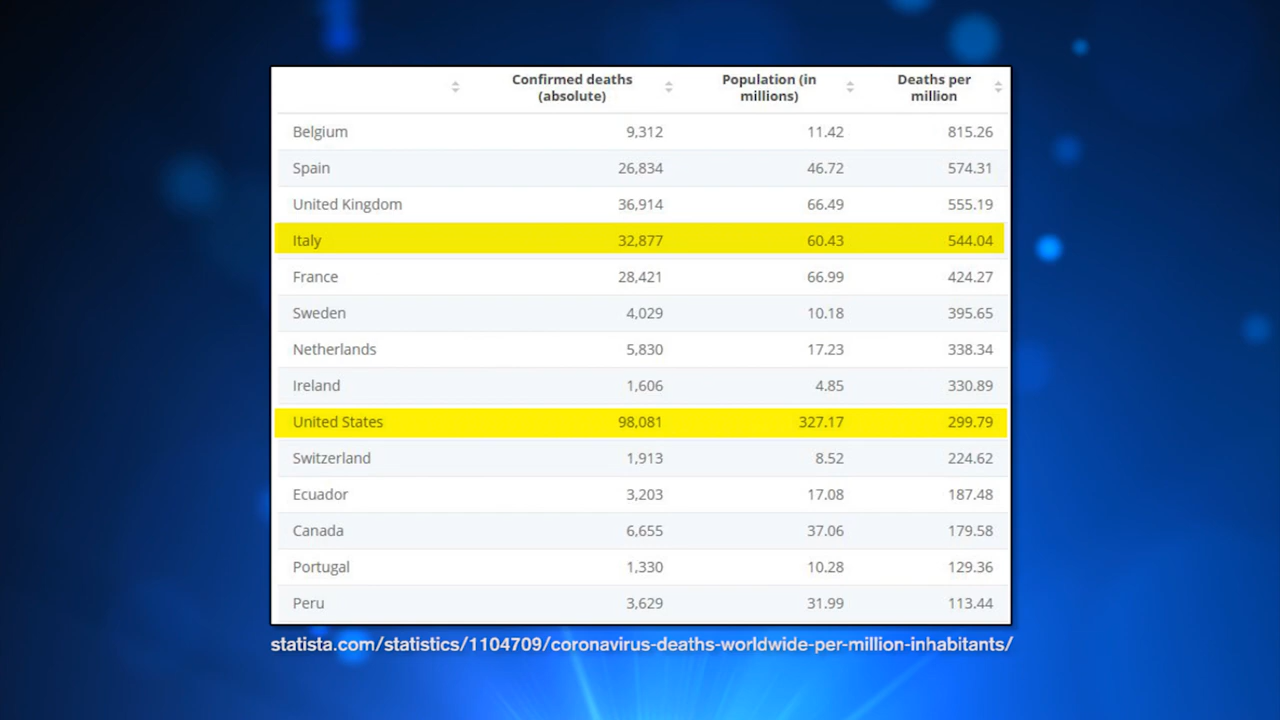 Confirmed deaths (absolute) Population (in millions) Deaths per million
Belgium 9,312 11.42 815.26
Spain 26,834 46.72 574.31
United Kingdom 36,914 66.49 555.19
Italy 32,877 60.43 544.04
France 28,421 66.99 424.27
Sweden 4,029 10.18 395.65
Netherlands 5,830 17.23 338.34
Ireland 1,606 4.85 330.89
United States 98,081 327.17 299.79
Switzerland 1,913 8.52 224.62
Ecuador 3,203 17.08 187.48
Canada 6,655 37.06 179.58
Portugal 1,330 10.28 129.36
Peru 3,629 31.99 113.44
statista.com/statistics/1104709/coronavirus-deaths-worldwide-per-million-inhabitants/